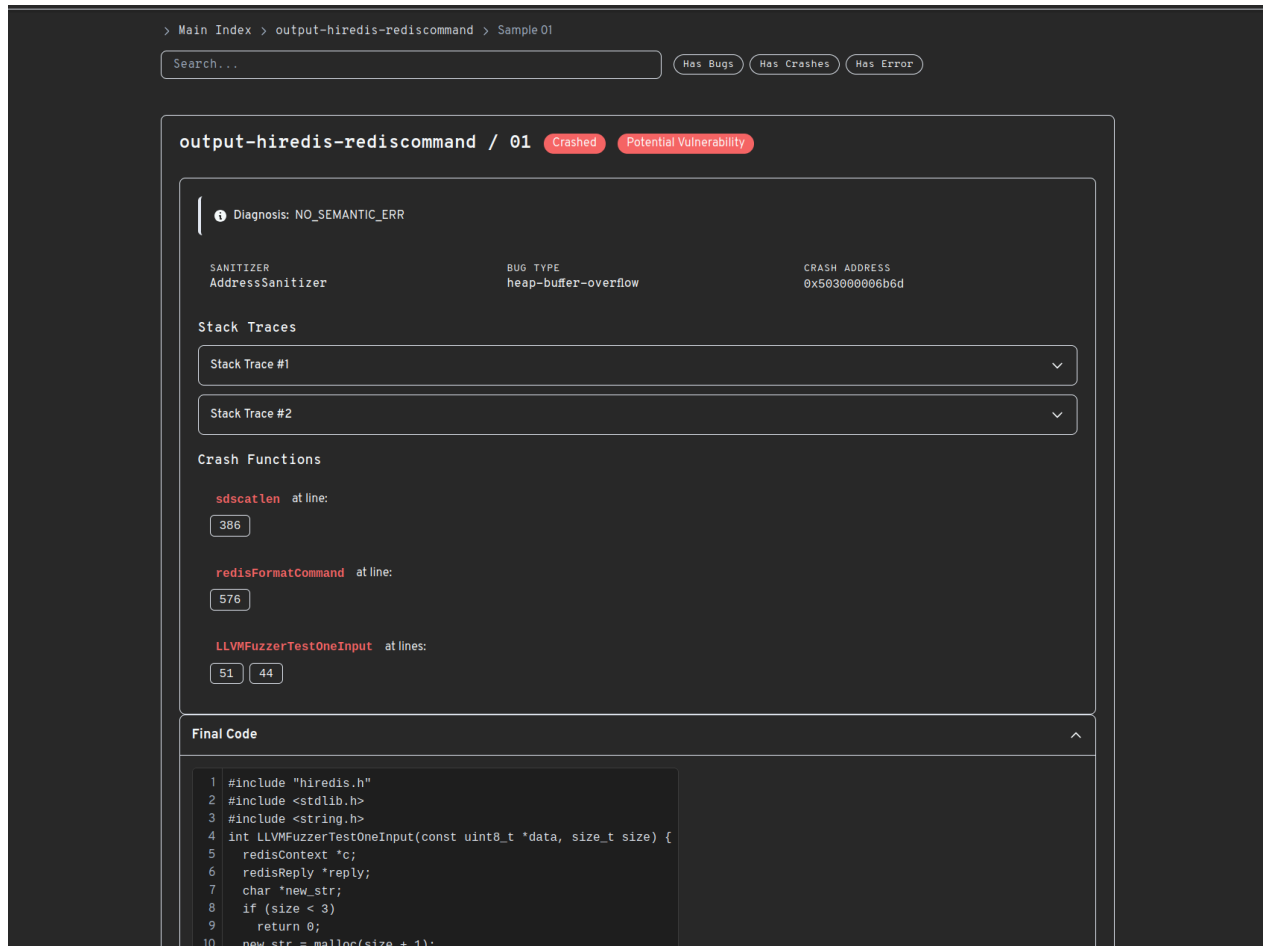 > Main Index > output-hiredis-rediscommand > Sample 01
Search... Has Bugs Has Crashes Has Error
output-hiredis-rediscommand / 01 Crashed Potential Vulnerability
Diagnosis: NO_SEMANTIC_ERR
SANITIZER BUG TYPE CRASH ADDRESS
AddressSanitizer heap-buffer-overflow 0x503000006b6d
Stack Traces
Stack Trace #1
Stack Trace #2
Crash Functions
sdscatlen at line:
386
redisFormatCommand at line:
576
LLVMFuzzerTestOneInput at lines:
51 44
Final Code
1 #include "hiredis.h"
2 #include <stdlib.h>
3 #include <string.h>
4 int LLVMFuzzerTestOneInput(const uint8_t *data, size_t size) {
5 redisContext *c;
6 redisReply *reply;
7 char *new_str;
8 if (size < 3)
9 return 0;
10 new_str = malloc(size + 1);